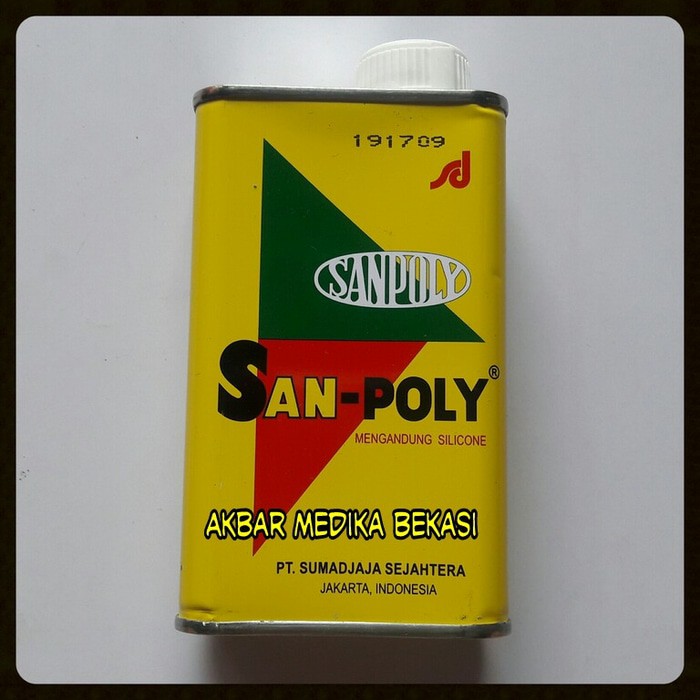 191709
sd
SANPOLY
SAN-POLY®
MENGANDUNG SILICONE
AKBAR MEDIKA BEKASI
PT. SUMADJAJA SEJAHTERA
JAKARTA, INDONESIA